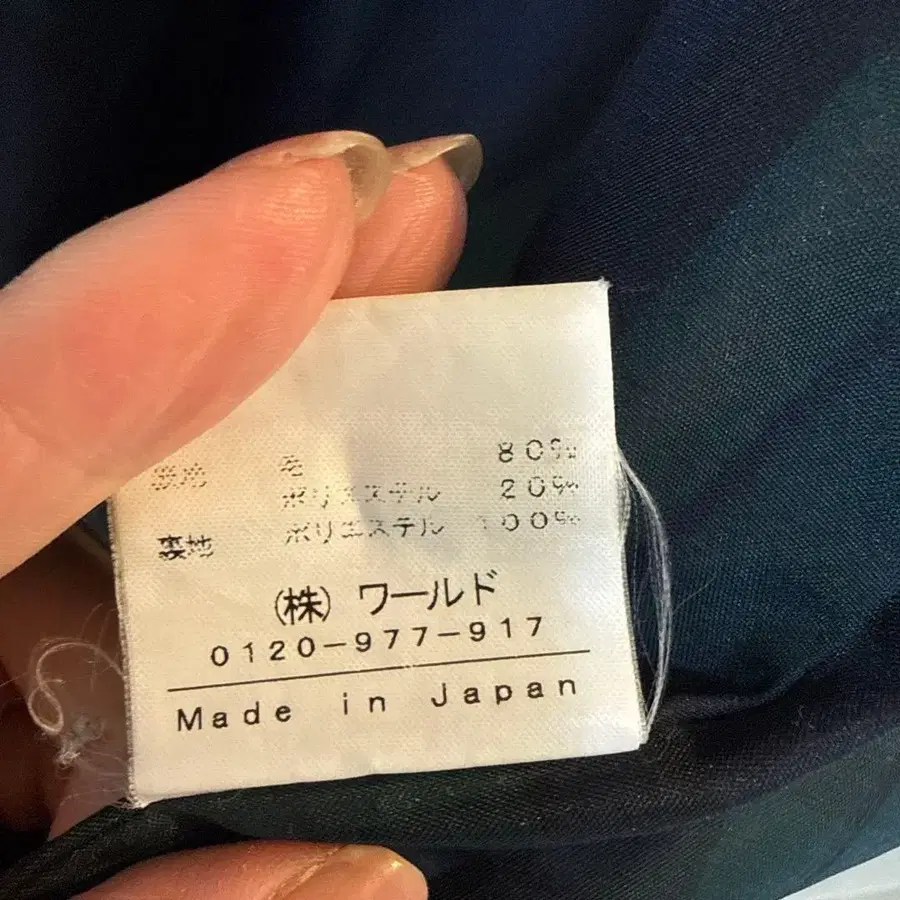 表地 80%
ポリエステル 20%
裏地 ポリエステル 100%
(株) ワールド
0120-977-917
Made in Japan